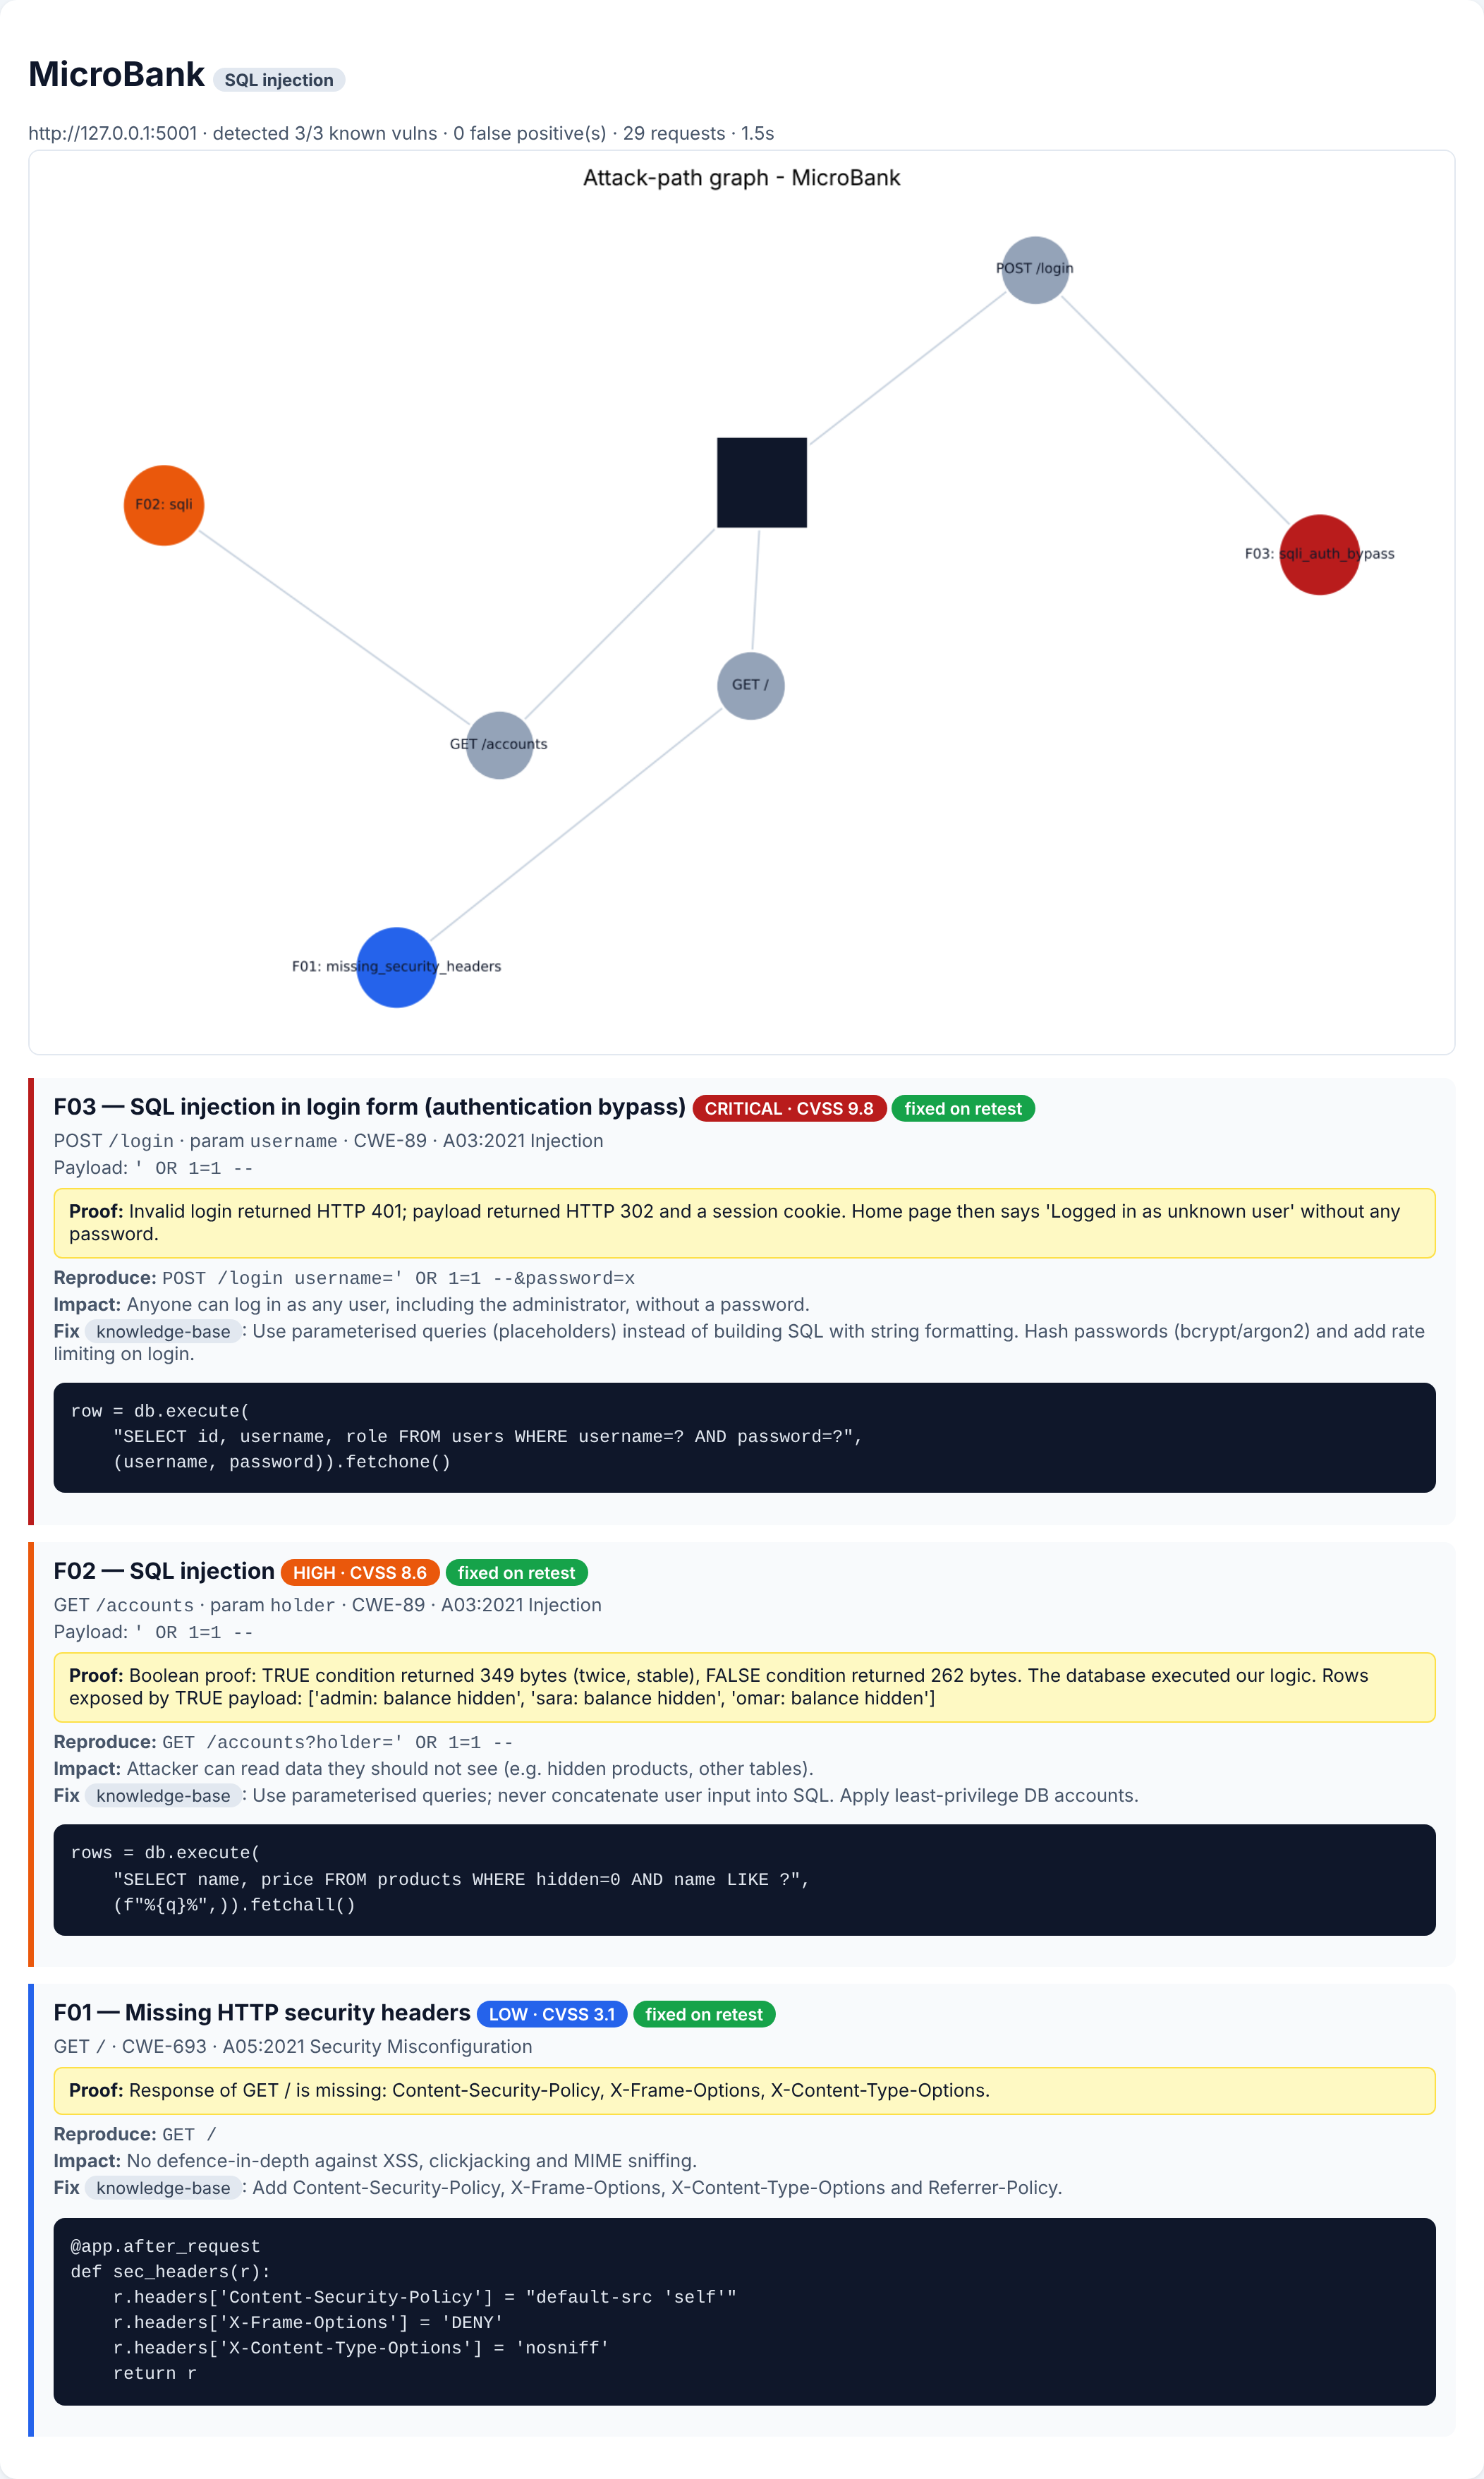 MicroBank SQL injection
http://127.0.0.1:5001 · detected 3/3 known vulns · 0 false positive(s) · 29 requests · 1.5s
Attack-path graph - MicroBank
POST /login
F02: sqli
F03: sqli_auth_bypass
GET /
GET /accounts
F01: missing_security_headers
F03 — SQL injection in login form (authentication bypass) CRITICAL · CVSS 9.8 fixed on retest
POST /login · param username · CWE-89 · A03:2021 Injection
Payload: ' OR 1=1 --
Proof: Invalid login returned HTTP 401; payload returned HTTP 302 and a session cookie. Home page then says 'Logged in as unknown user' without any
password.
Reproduce: POST /login username=' OR 1=1 --&password=x
Impact: Anyone can log in as any user, including the administrator, without a password.
Fix knowledge-base : Use parameterised queries (placeholders) instead of building SQL with string formatting. Hash passwords (bcrypt/argon2) and add rate
limiting on login.
row = db.execute(
    "SELECT id, username, role FROM users WHERE username=? AND password=?",
    (username, password)).fetchone()
F02 — SQL injection HIGH · CVSS 8.6 fixed on retest
GET /accounts · param holder · CWE-89 · A03:2021 Injection
Payload: ' OR 1=1 --
Proof: Boolean proof: TRUE condition returned 349 bytes (twice, stable), FALSE condition returned 262 bytes. The database executed our logic. Rows
exposed by TRUE payload: ['admin: balance hidden', 'sara: balance hidden', 'omar: balance hidden']
Reproduce: GET /accounts?holder=' OR 1=1 --
Impact: Attacker can read data they should not see (e.g. hidden products, other tables).
Fix knowledge-base : Use parameterised queries; never concatenate user input into SQL. Apply least-privilege DB accounts.
rows = db.execute(
    "SELECT name, price FROM products WHERE hidden=0 AND name LIKE ?",
    (f"%{q}%",)).fetchall()
F01 — Missing HTTP security headers LOW · CVSS 3.1 fixed on retest
GET / · CWE-693 · A05:2021 Security Misconfiguration
Proof: Response of GET / is missing: Content-Security-Policy, X-Frame-Options, X-Content-Type-Options.
Reproduce: GET /
Impact: No defence-in-depth against XSS, clickjacking and MIME sniffing.
Fix knowledge-base : Add Content-Security-Policy, X-Frame-Options, X-Content-Type-Options and Referrer-Policy.
@app.after_request
def sec_headers(r):
    r.headers['Content-Security-Policy'] = "default-src 'self'"
    r.headers['X-Frame-Options'] = 'DENY'
    r.headers['X-Content-Type-Options'] = 'nosniff'
    return r